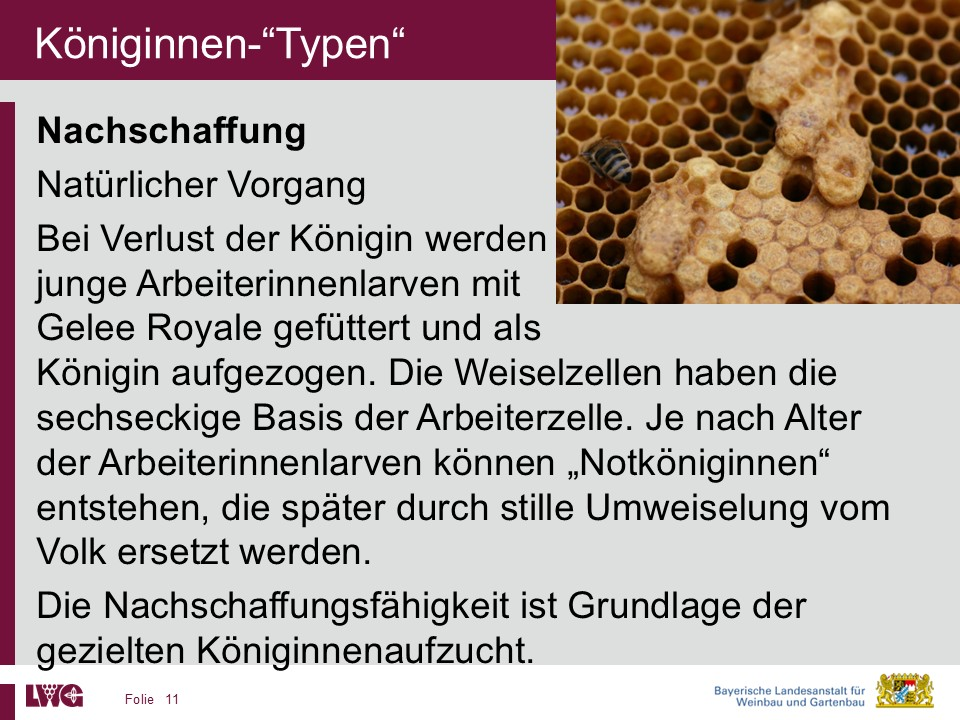 Königinnen-“Typen“
Nachschaffung
Natürlicher Vorgang
Bei Verlust der Königin werden
junge Arbeiterinnenlarven mit
Gelee Royale gefüttert und als
Königin aufgezogen. Die Weiselzellen haben die
sechseckige Basis der Arbeiterzelle. Je nach Alter
der Arbeiterinnenlarven können „Notköniginnen“
entstehen, die später durch stille Umweiselung vom
Volk ersetzt werden.
Die Nachschaffungsfähigkeit ist Grundlage der
gezielten Königinnenaufzucht.
LWG
Folie 11
Bayerische Landesanstalt für
Weinbau und Gartenbau